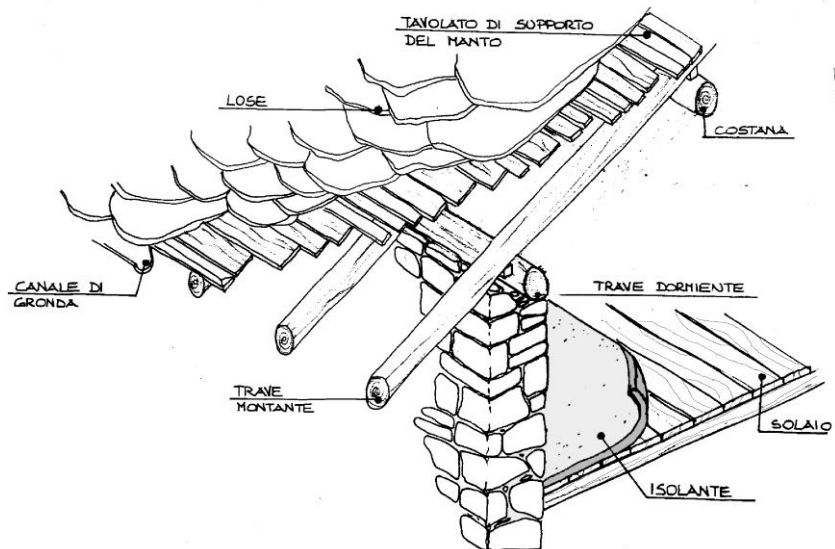 TAVOLATO DI SUPPORTO
DEL MANTO
LOSE
COSTANA
CANALE DI
GRONDA
TRAVE DORMIENTE
TRAVE
MONTANTE
SOLAIO
ISOLANTE